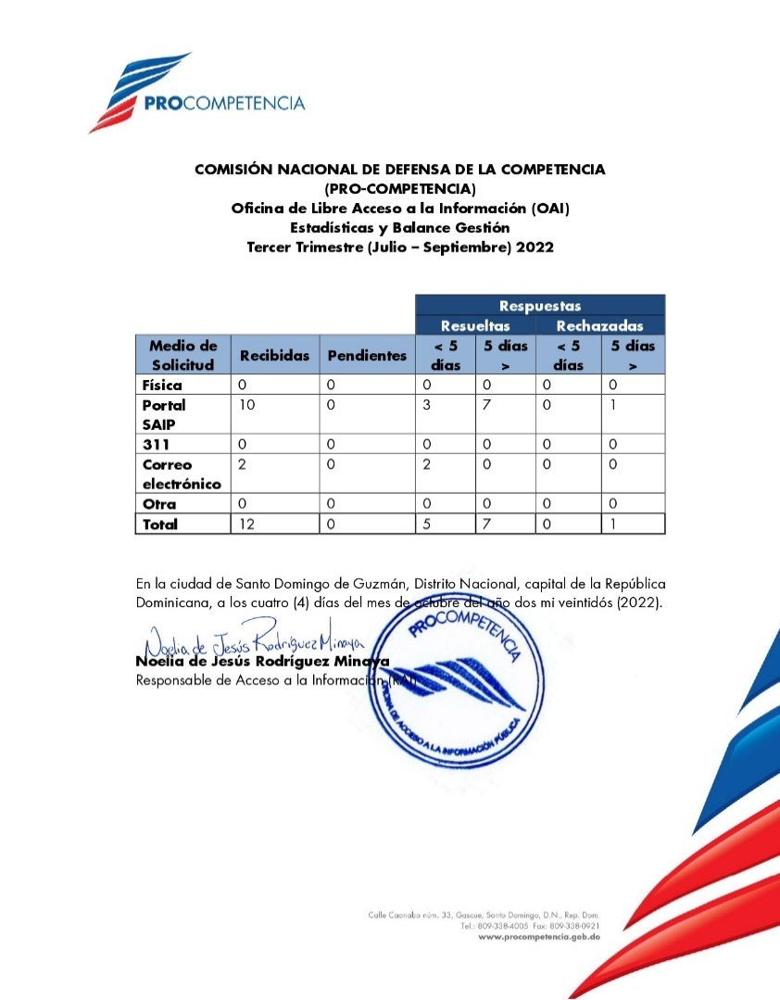 PROCOMPETENCIA
COMISIÓN NACIONAL DE DEFENSA DE LA COMPETENCIA
(PRO-COMPETENCIA)
Oficina de Libre Acceso a la Información (OAI)
Estadísticas y Balance Gestión
Tercer Trimestre (Julio – Septiembre) 2022
Respuestas
Resueltas Rechazadas
Medio de Solicitud Recibidas Pendientes < 5 días 5 días > < 5 días 5 días >
Física 0 0 0 0 0 0
Portal SAIP 10 0 3 7 0 1
311 0 0 0 0 0 0
Correo electrónico 2 0 2 0 0 0
Otra 0 0 0 0 0 0
Total 12 0 5 7 0 1
En la ciudad de Santo Domingo de Guzmán, Distrito Nacional, capital de la República
Dominicana, a los cuatro (4) días del mes de octubre del año dos mi veintidós (2022).
Noelia de Jesús Rodríguez Minaya
Noelia de Jesús Rodríguez Minaya
Responsable de Acceso a la Información (RAI)
PROCOMPETENCIA
OFICINA DE ACCESO A LA INFORMACIÓN PÚBLICA
Calle Caonabo núm. 33, Gascue, Santo Domingo, D.N., Rep. Dom.
Tel.: 809-338-4005 Fax: 809-338-0921
www.procompetencia.gob.do